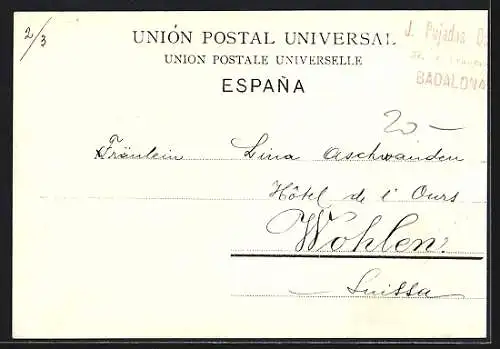 2/3
J. Pujadas
BADALONA
UNIÓN POSTAL UNIVERSAL
UNION POSTALE UNIVERSELLE
ESPAÑA
20 —
Fräulein Lina Aschwanden
Hôtel de l'Ours
Wohlen.
— Suissa —